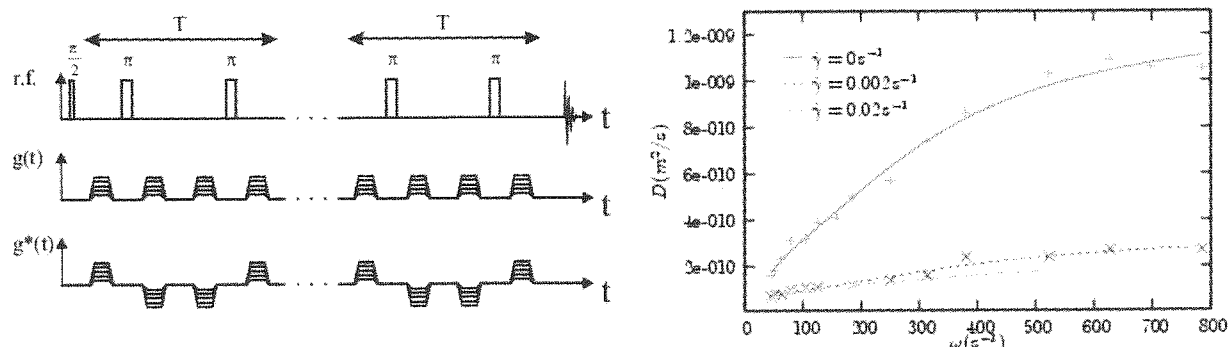 T T
π/2 π π π π
r.f. t
g(t) t
g*(t) t
1e-009
8e-010
6e-010
4e-010
D(m²/s)
γ̇ = 0s⁻¹
γ̇ = 0.002s⁻¹
γ̇ = 0.02s⁻¹
0 100 200 300 400 500 600 700 800
ω(s⁻¹)